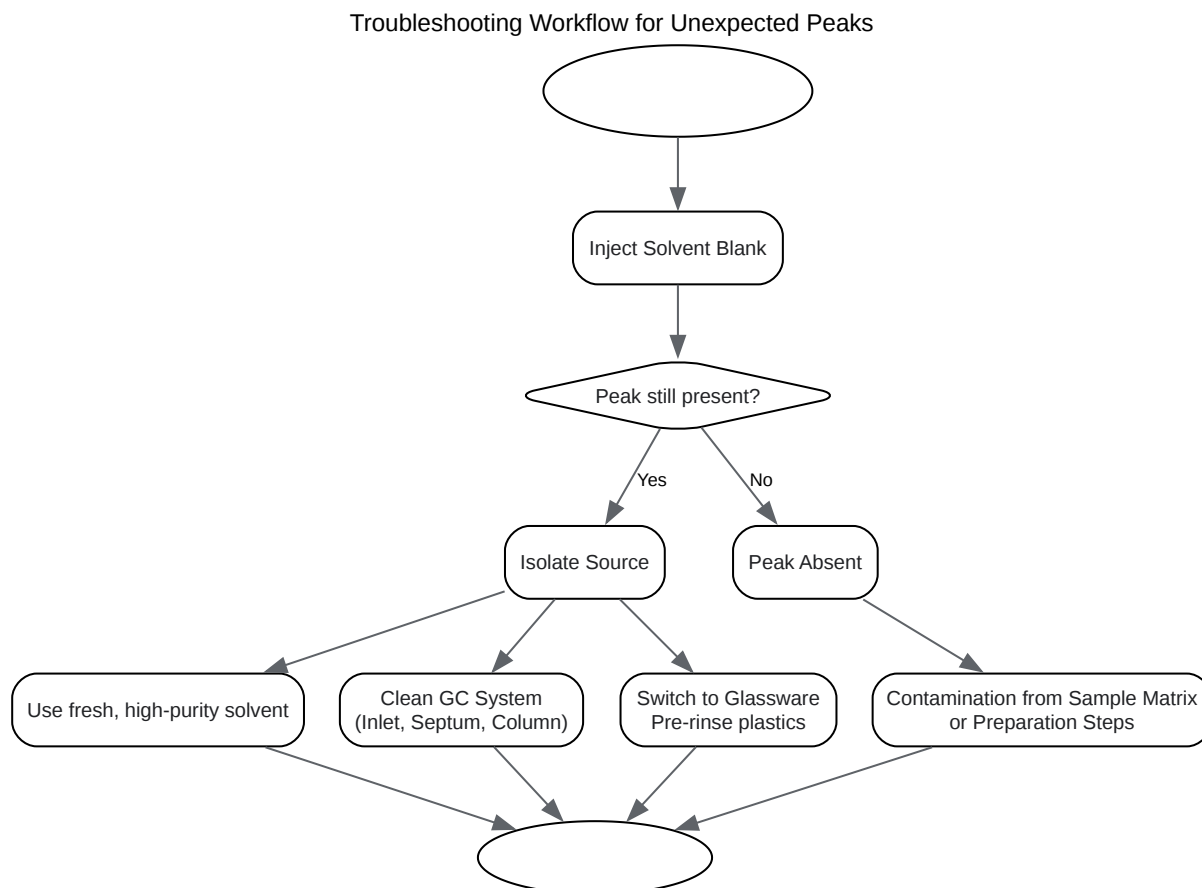 Troubleshooting Workflow for Unexpected Peaks
Inject Solvent Blank
Peak still present?
Yes
No
Isolate Source
Peak Absent
Use fresh, high-purity solvent
Clean GC System
(Inlet, Septum, Column)
Switch to Glassware
Pre-rinse plastics
Contamination from Sample Matrix
or Preparation Steps